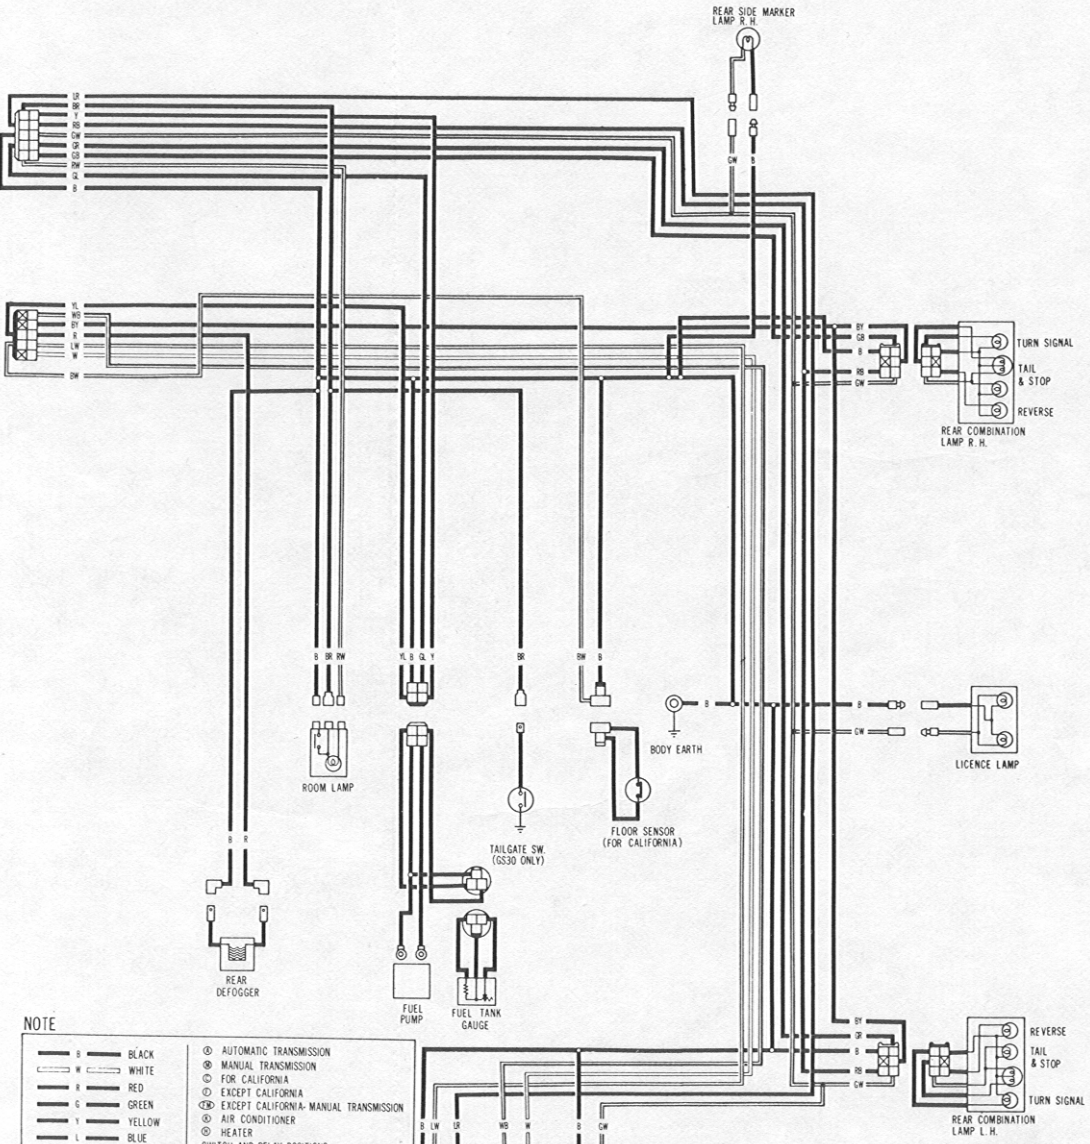 REAR SIDE MARKER
LAMP R.H.
LR
BR
Y
RB
GW
GR
GB
RW
GL
B
GW B
YL
WB
BY
R
LW
W
BW
BY
GB
B
RB
GW
TURN SIGNAL
TAIL
& STOP
REVERSE
REAR COMBINATION
LAMP R.H.
B BR RW
YL B GL Y
BR
BW B
B
BODY EARTH
B
GW
LICENCE LAMP
ROOM LAMP
B R
TAILGATE SW.
(GS30 ONLY)
FLOOR SENSOR
(FOR CALIFORNIA)
REAR
DEFOGGER
FUEL
PUMP
FUEL TANK
GAUGE
BY
GR
B
RB
GW
REVERSE
TAIL
& STOP
TURN SIGNAL
REAR COMBINATION
LAMP L.H.
B LW LR WB W B GW
NOTE
B BLACK
W WHITE
R RED
G GREEN
Y YELLOW
L BLUE
Ⓐ AUTOMATIC TRANSMISSION
Ⓜ MANUAL TRANSMISSION
Ⓒ FOR CALIFORNIA
EXCEPT CALIFORNIA
EXCEPT CALIFORNIA- MANUAL TRANSMISSION
AIR CONDITIONER
Ⓗ HEATER